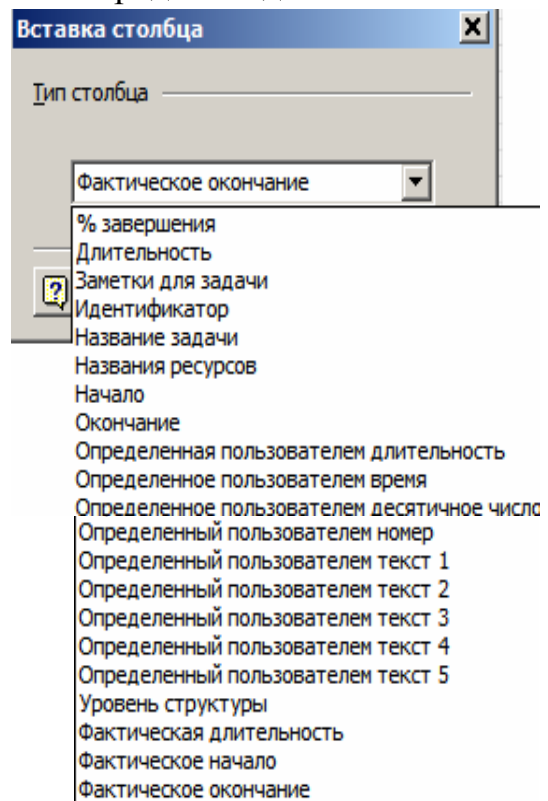 Вставка столбца
Тип столбца
Фактическое окончание
% завершения
Длительность
Заметки для задачи
Идентификатор
Название задачи
Названия ресурсов
Начало
Окончание
Определенная пользователем длительность
Определенное пользователем время
Определенное пользователем десятичное число
Определенный пользователем номер
Определенный пользователем текст 1
Определенный пользователем текст 2
Определенный пользователем текст 3
Определенный пользователем текст 4
Определенный пользователем текст 5
Уровень структуры
Фактическая длительность
Фактическое начало
Фактическое окончание